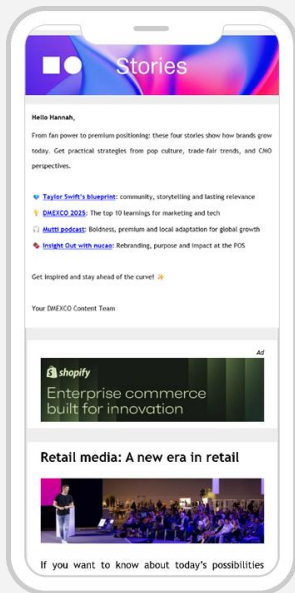 Stories
Hello Hannah,
From fan power to premium positioning: these four stories show how brands grew
today. Get practical strategies from pop culture, trade-fair trends, and CMO
perspectives.
💎 Taylor Swift's blueprint: community, storytelling and lasting relevance
💡 DMEXCO 2025: The top 10 learnings for marketing and tech
🎧 Mutti podcast: Boldness, premium and local adaptation for global growth
🍫 Insight Out with nucao: Rebranding, purpose and impact at the POS
Get inspired and stay ahead of the curve! ✨
Your DMEXCO Content Team
Ad
shopify
Enterprise commerce
built for innovation
Retail media: A new era in retail
If you want to know about today's possibilities